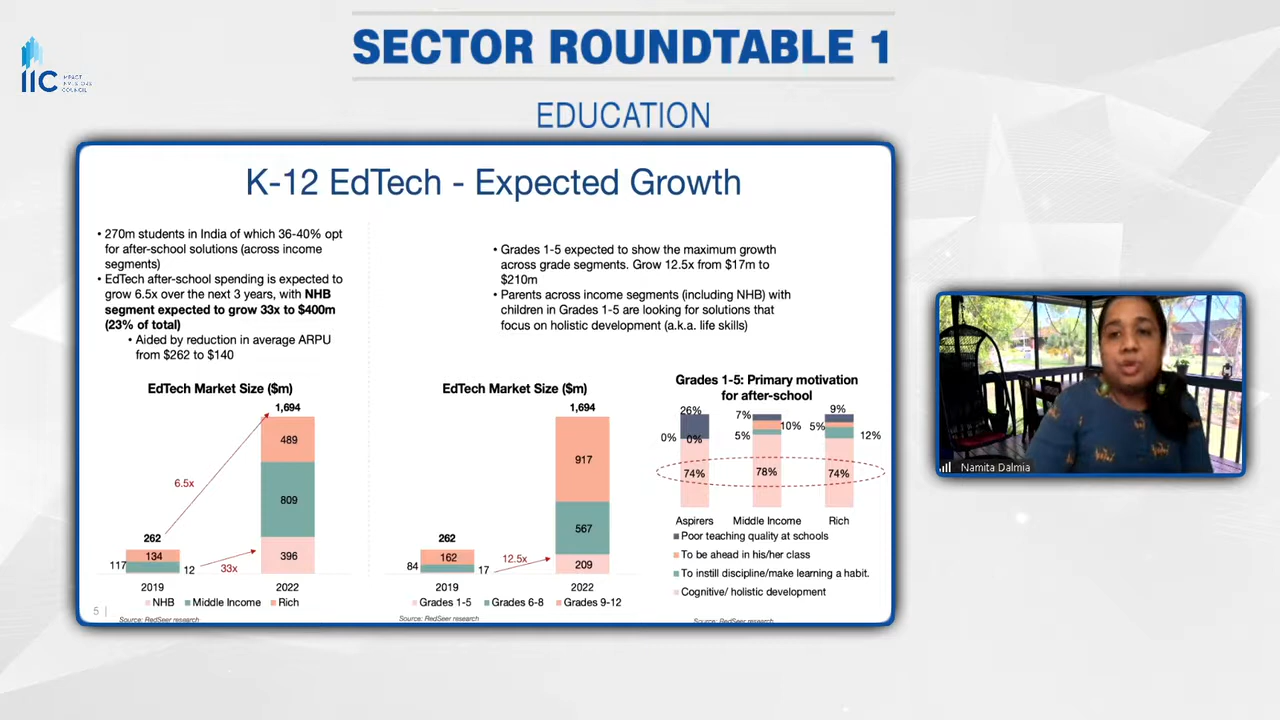 SECTOR ROUNDTABLE 1
IIC
IMPACT
INVESTORS
COUNCIL
EDUCATION
K-12 EdTech - Expected Growth
• 270m students in India of which 36-40% opt
for after-school solutions (across income
segments)
• EdTech after-school spending is expected to
grow 6.5x over the next 3 years, with NHB
segment expected to grow 33x to $400m
(23% of total)
• Aided by reduction in average ARPU
from $262 to $140
• Grades 1-5 expected to show the maximum growth
across grade segments. Grow 12.5x from $17m to
$210m
• Parents across income segments (including NHB) with
children in Grades 1-5 are looking for solutions that
focus on holistic development (a.k.a. life skills)
EdTech Market Size ($m)
1,694
489
6.5x
809
262
134
396
117
12
33x
2019
2022
NHB Middle Income Rich
Source: RedSeer research
EdTech Market Size ($m)
1,694
917
567
262
162
12.5x
209
84
17
2019
2022
Grades 1-5 Grades 6-8 Grades 9-12
Source: RedSeer research
Grades 1-5: Primary motivation
for after-school
26%
7%
9%
10%
5%
0%
0%
5%
12%
74%
78%
74%
Aspirers
Middle Income
Rich
Poor teaching quality at schools
To be ahead in his/her class
To instill discipline/make learning a habit.
Cognitive/ holistic development
Source: RedSeer research
5 |
Namita Dalmia